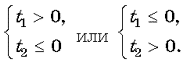 { t₁ > 0, t₂ ≤ 0 или { t₁ ≤ 0, t₂ > 0.